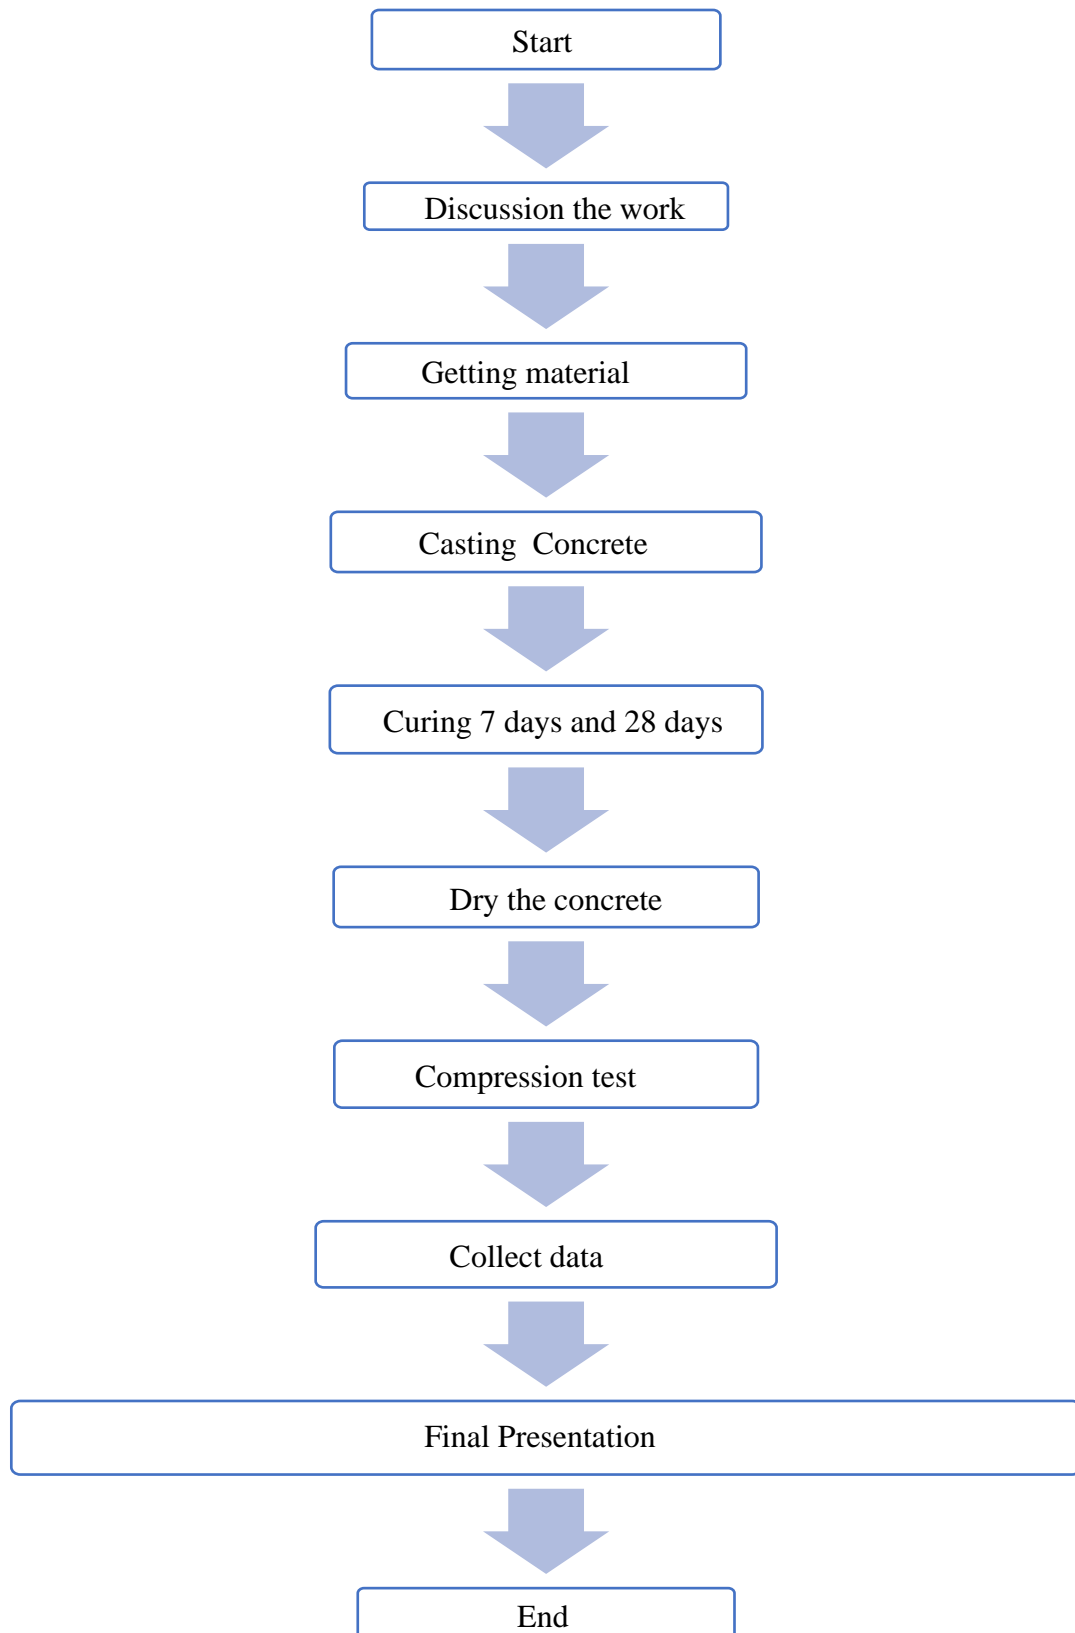 Start
Discussion the work
Getting material
Casting  Concrete
Curing 7 days and 28 days
Dry the concrete
Compression test
Collect data
Final Presentation
End